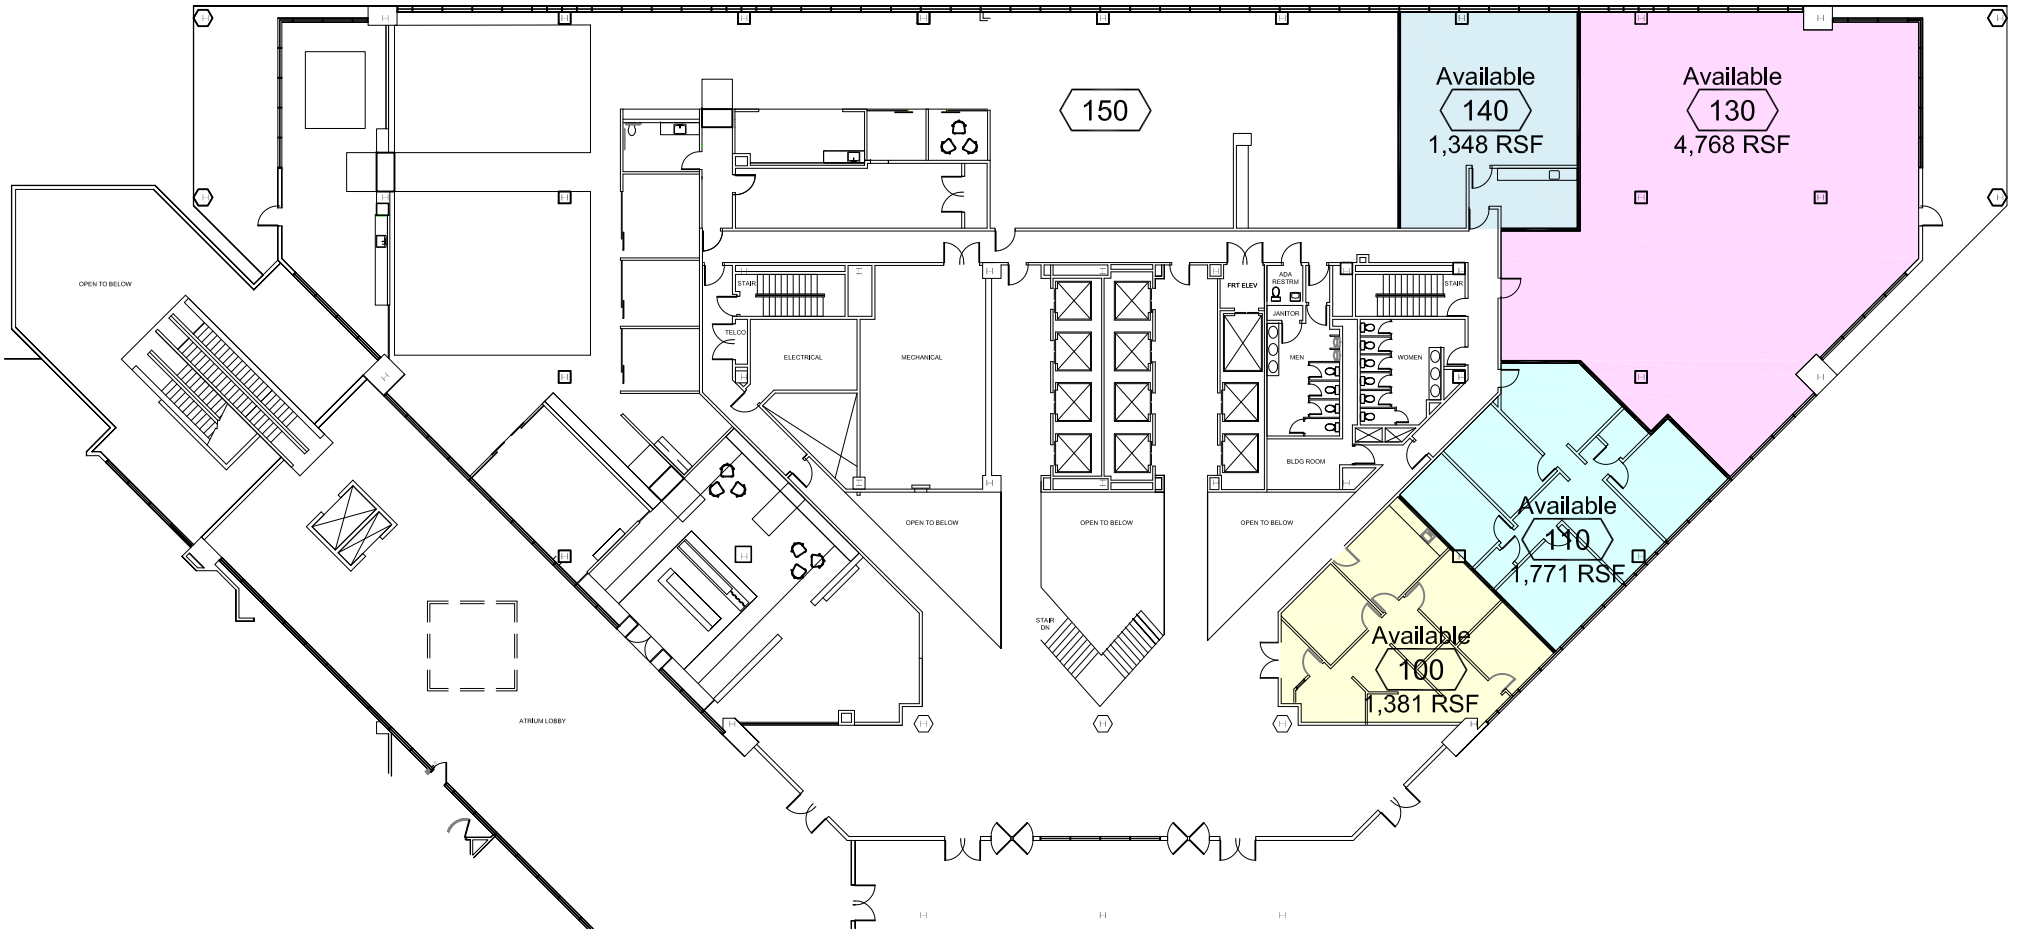 Available
140
1,348 RSF
Available
130
4,768 RSF
150
OPEN TO BELOW
STAIR
TELCO
ELECTRICAL
MECHANICAL
FRT ELEV
ADA
RESTRM
JANITOR
MEN
WOMEN
STAIR
BLDG ROOM
OPEN TO BELOW
OPEN TO BELOW
OPEN TO BELOW
STAIR
DN
Available
110
1,771 RSF
Available
100
1,381 RSF
ATRIUM LOBBY